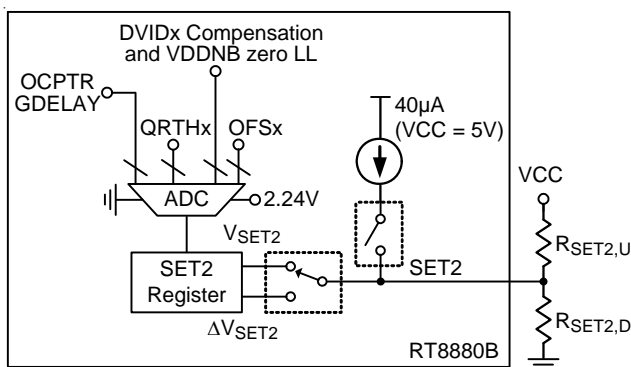 DVIDx Compensation
and VDDNB zero LL
OCPTR
GDELAY
QRTHx
OFSx
40µA
(VCC = 5V)
ADC
2.24V
VCC
VSET2
SET2
Register
SET2
RSET2,U
ΔVSET2
RSET2,D
RT8880B